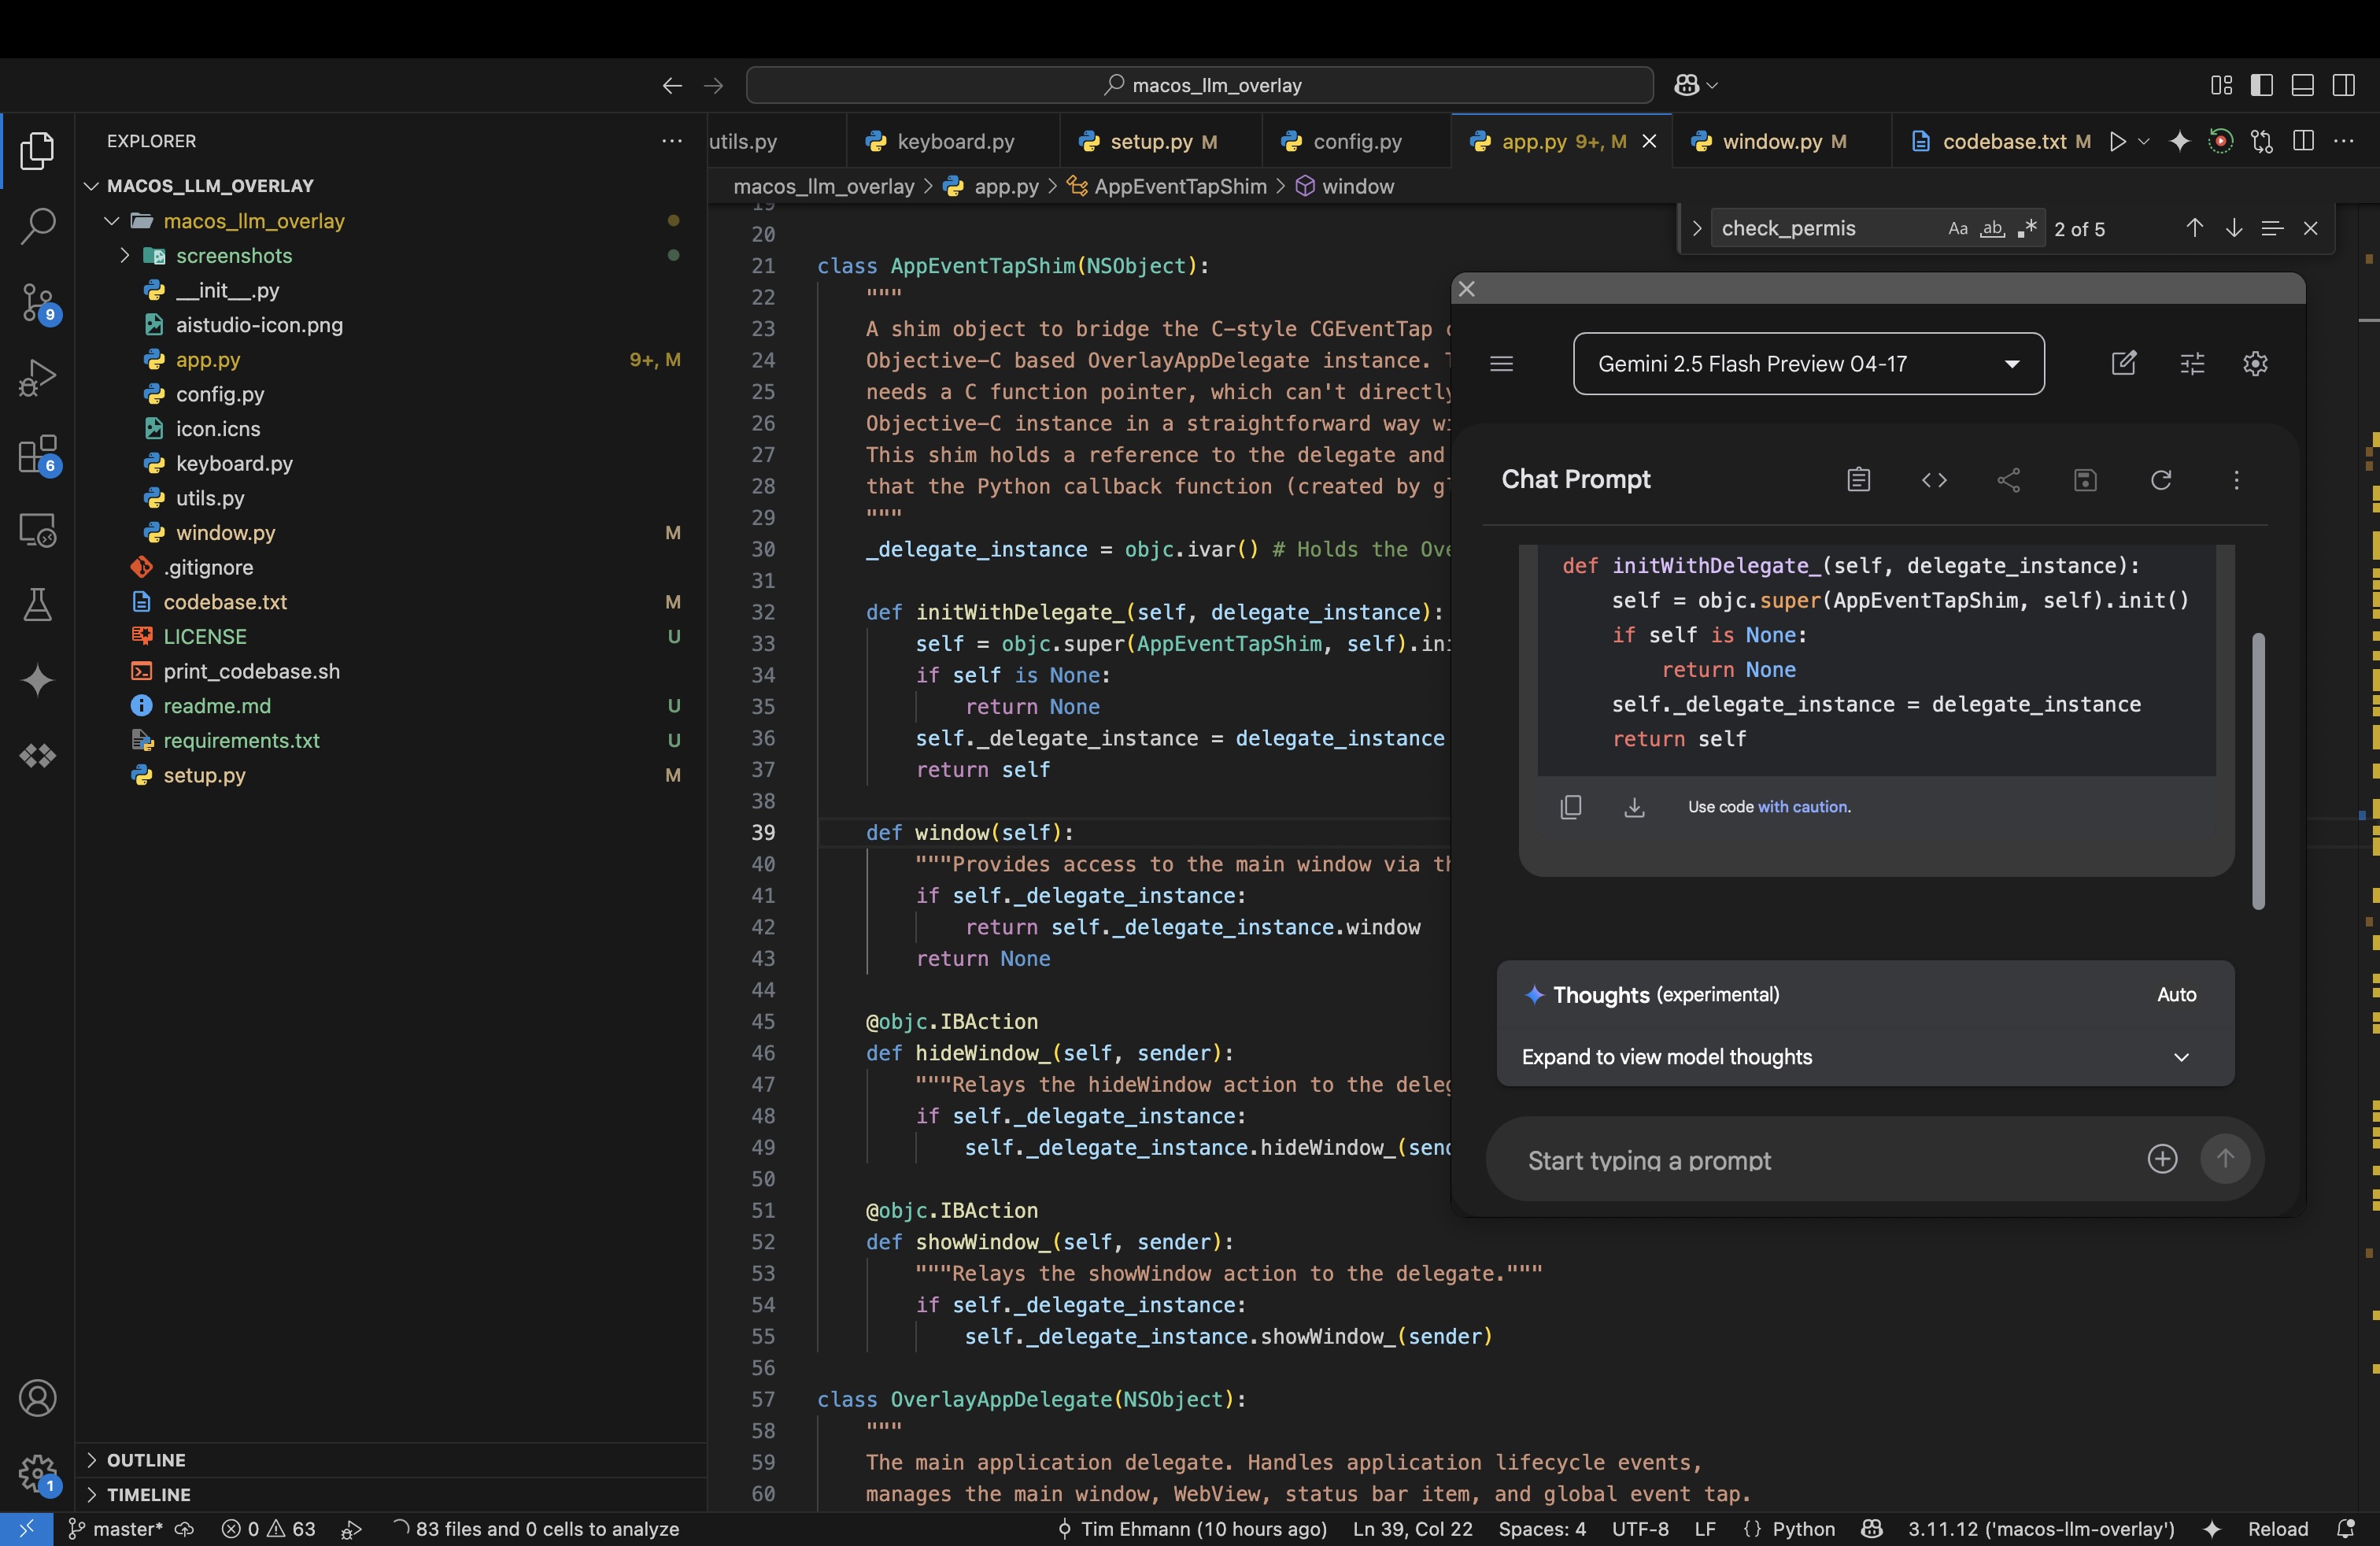 macos_llm_overlay
EXPLORER
MACOS_LLM_OVERLAY
macos_llm_overlay
screenshots
__init__.py
aistudio-icon.png
app.py 9+, M
config.py
icon.icns
keyboard.py
utils.py
window.py M
.gitignore
codebase.txt M
LICENSE U
print_codebase.sh
readme.md U
requirements.txt U
setup.py M
OUTLINE
TIMELINE
9
6
1
utils.py keyboard.py setup.py M config.py app.py 9+, M window.py M codebase.txt M
macos_llm_overlay > app.py > AppEventTapShim > window
check_permis Aa ab .* 2 of 5
19
20
21 class AppEventTapShim(NSObject):
22 """
23 A shim object to bridge the C-style CGEventTap
24 Objective-C based OverlayAppDelegate instance.
25 needs a C function pointer, which can't directly
26 Objective-C instance in a straightforward way
27 This shim holds a reference to the delegate and
28 that the Python callback function (created by
29 """
30 _delegate_instance = objc.ivar() # Holds the
31
32 def initWithDelegate_(self, delegate_instance):
33 self = objc.super(AppEventTapShim, self).ini
34 if self is None:
35 return None
36 self._delegate_instance = delegate_instance
37 return self
38
39 def window(self):
40 """Provides access to the main window via
41 if self._delegate_instance:
42 return self._delegate_instance.window
43 return None
44
45 @objc.IBAction
46 def hideWindow_(self, sender):
47 """Relays the hideWindow action to the
48 if self._delegate_instance:
49 self._delegate_instance.hideWindow_(send
50
51 @objc.IBAction
52 def showWindow_(self, sender):
53 """Relays the showWindow action to the delegate."""
54 if self._delegate_instance:
55 self._delegate_instance.showWindow_(sender)
56
57 class OverlayAppDelegate(NSObject):
58 """
59 The main application delegate. Handles application lifecycle events,
60 manages the main window, WebView, status bar item, and global event tap.
Gemini 2.5 Flash Preview 04-17
Chat Prompt
def initWithDelegate_(self, delegate_instance):
self = objc.super(AppEventTapShim, self).init()
if self is None:
return None
self._delegate_instance = delegate_instance
return self
Use code with caution.
Thoughts (experimental) Auto
Expand to view model thoughts
Start typing a prompt
master* 0 63 83 files and 0 cells to analyze Tim Ehmann (10 hours ago) Ln 39, Col 22 Spaces: 4 UTF-8 LF {} Python 3.11.12 ('macos-llm-overlay') Reload